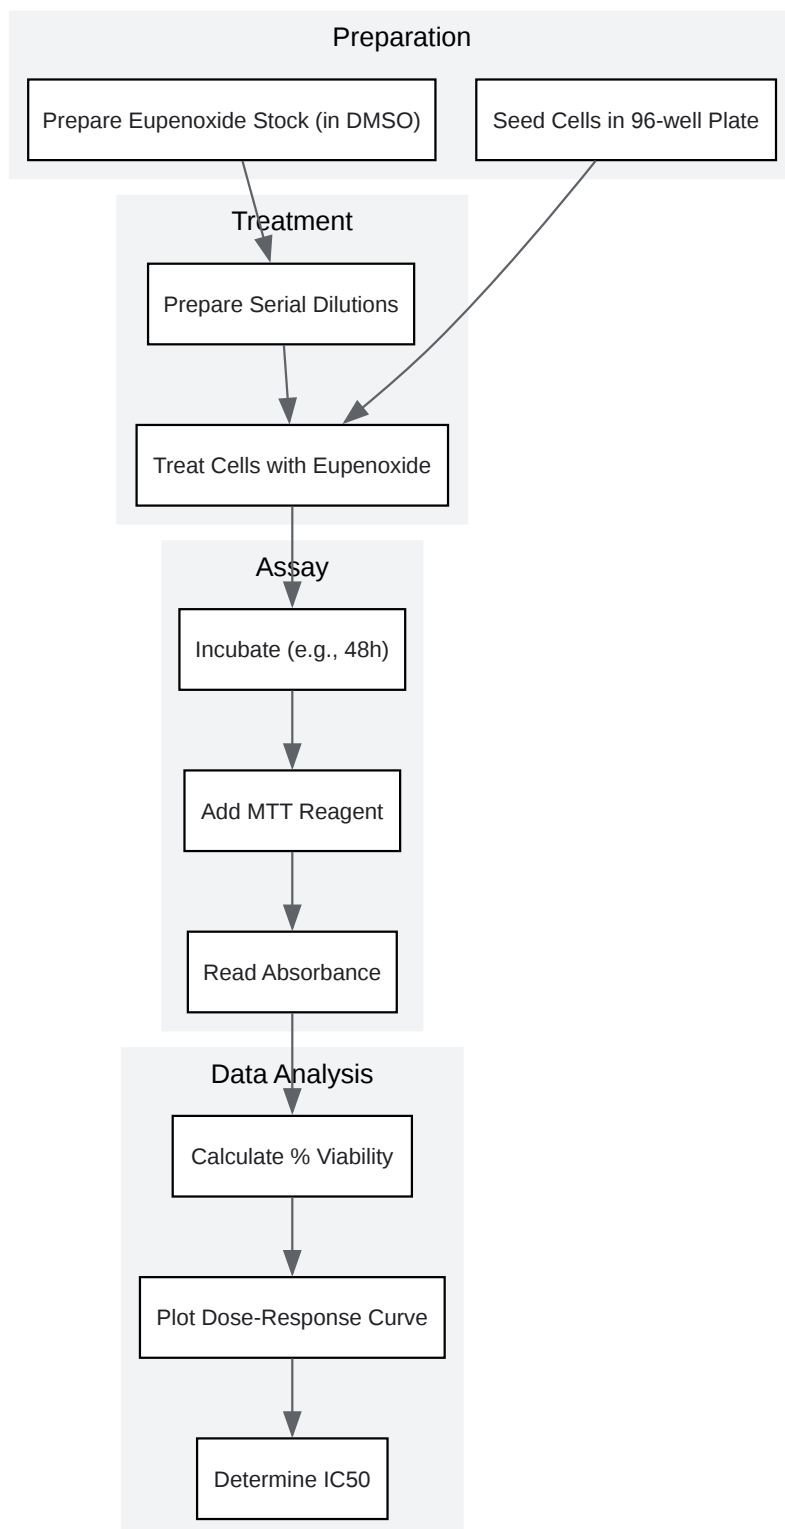 Preparation
Prepare Eupenoxide Stock (in DMSO)
Seed Cells in 96-well Plate
Treatment
Prepare Serial Dilutions
Treat Cells with Eupenoxide
Assay
Incubate (e.g., 48h)
Add MTT Reagent
Read Absorbance
Data Analysis
Calculate % Viability
Plot Dose-Response Curve
Determine IC50